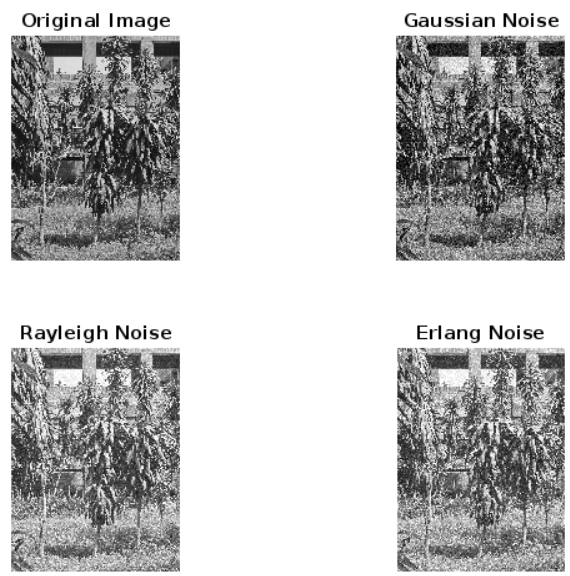 Original Image
Gaussian Noise
Rayleigh Noise
Erlang Noise